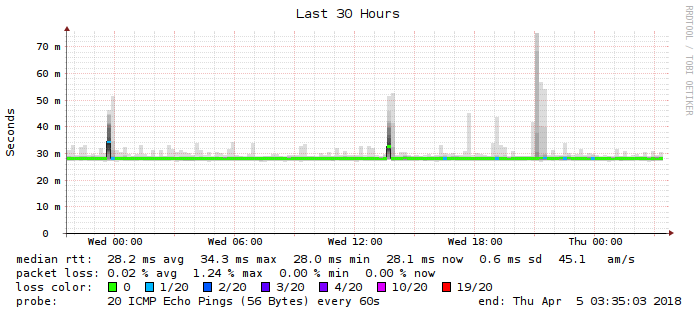 Last 30 Hours
RRDTOOL / TOBI OETIKER
Seconds
70 m
60 m
50 m
40 m
30 m
20 m
10 m
0
Wed 00:00 Wed 06:00 Wed 12:00 Wed 18:00 Thu 00:00
median rtt: 28.2 ms avg 34.3 ms max 28.0 ms min 28.1 ms now 0.6 ms sd 45.1 am/s
packet loss: 0.02 % avg 1.24 % max 0.00 % min 0.00 % now
loss color: 0 1/20 2/20 3/20 4/20 10/20 19/20
probe: 20 ICMP Echo Pings (56 Bytes) every 60s end: Thu Apr 5 03:35:03 2018